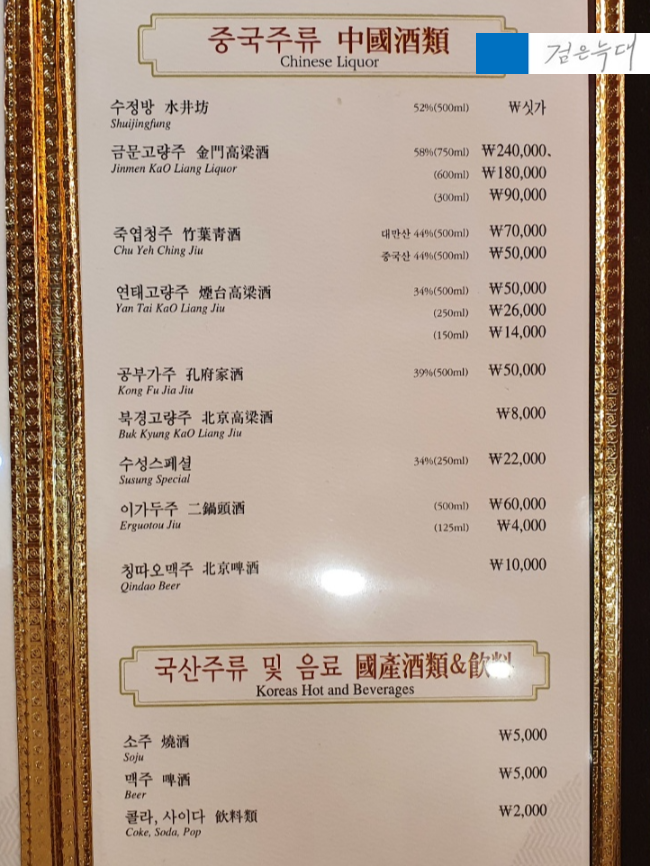 중국주류 中國酒類
Chinese Liquor
검은늑대
수정방 水井坊 52%(500ml) ₩싯가
Shuijingfung
금문고량주 金門高梁酒 58%(750ml) ₩240,000
Jinmen KaO Liang Liquor (600ml) ₩180,000
(300ml) ₩90,000
죽엽청주 竹葉青酒 대만산 44%(500ml) ₩70,000
Chu Yeh Ching Jiu 중국산 44%(500ml) ₩50,000
연태고량주 煙台高梁酒 34%(500ml) ₩50,000
Yan Tai KaO Liang Jiu (250ml) ₩26,000
(150ml) ₩14,000
공부가주 孔府家酒 39%(500ml) ₩50,000
Kong Fu Jia Jiu
북경고량주 北京高梁酒 ₩8,000
Buk Kyung KaO Liang Jiu
수성스페셜 34%(250ml) ₩22,000
Susung Special
이가두주 二鍋頭酒 (500ml) ₩60,000
Erguotou Jiu (125ml) ₩4,000
칭따오맥주 北京啤酒 ₩10,000
Qindao Beer
국산주류 및 음료 國產酒類&飲料
Koreas Hot and Beverages
소주 燒酒 ₩5,000
Soju
맥주 啤酒 ₩5,000
Beer
콜라, 사이다 飲料類 ₩2,000
Coke, Soda, Pop